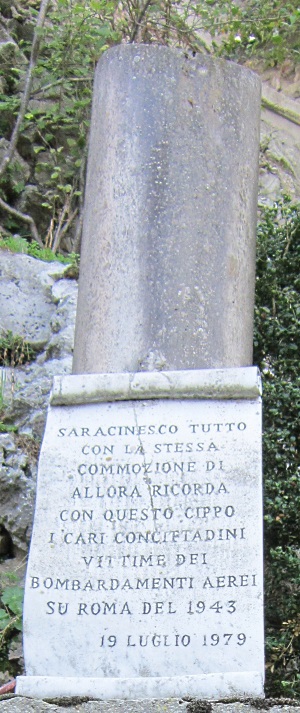 SARACINESCO TUTTO
CON LA STESSA
COMMOZIONE DI
ALLORA RICORDA
CON QUESTO CIPPO
I CARI CONCITTADINI
VITTIME DEI
BOMBARDAMENTI AEREI
SU ROMA DEL 1943
19 LUGLIO 1979